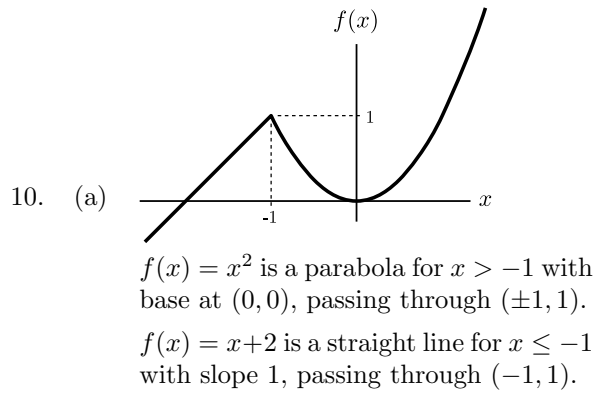 f(x)
1
10. (a)
x
-1
f(x) = x² is a parabola for x > −1 with
base at (0, 0), passing through (±1, 1).
f(x) = x+2 is a straight line for x ≤ −1
with slope 1, passing through (−1, 1).